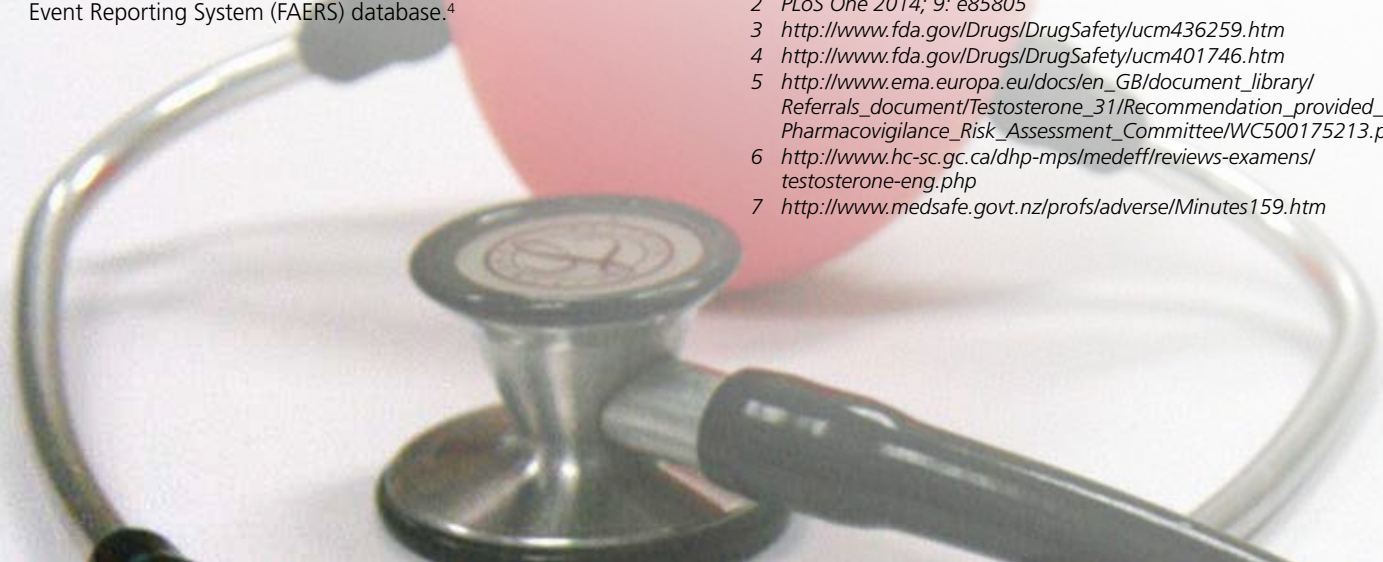 Event Reporting System (FAERS) database.⁴
2 PLoS One 2014; 9: e85805
3 http://www.fda.gov/Drugs/DrugSafety/ucm436259.htm
4 http://www.fda.gov/Drugs/DrugSafety/ucm401746.htm
5 http://www.ema.europa.eu/docs/en_GB/document_library/
Referrals_document/Testosterone_31/Recommendation_provided_
Pharmacovigilance_Risk_Assessment_Committee/WC500175213.p
6 http://www.hc-sc.gc.ca/dhp-mps/medeff/reviews-examens/
testosterone-eng.php
7 http://www.medsafe.govt.nz/profs/adverse/Minutes159.htm